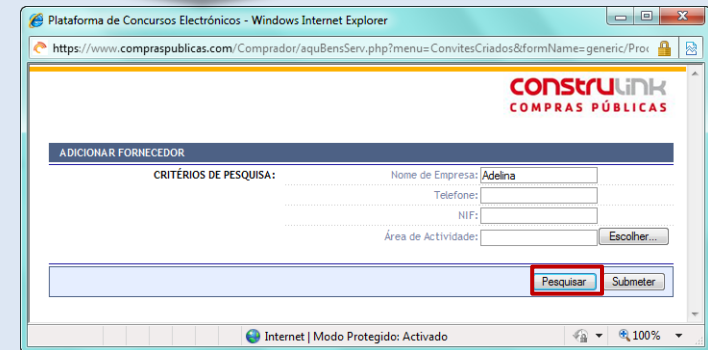 Plataforma de Concursos Electrónicos - Windows Internet Explorer
https://www.compraspublicas.com/Comprador/aquBensServ.php?menu=ConvitesCriados&formName=generic/Proc
construlink
COMPRAS PÚBLICAS
ADICIONAR FORNECEDOR
CRITÉRIOS DE PESQUISA: Nome de Empresa: Adelina
Telefone:
NIF:
Área de Actividade: Escolher...
Pesquisar Submeter
Internet | Modo Protegido: Activado 100%